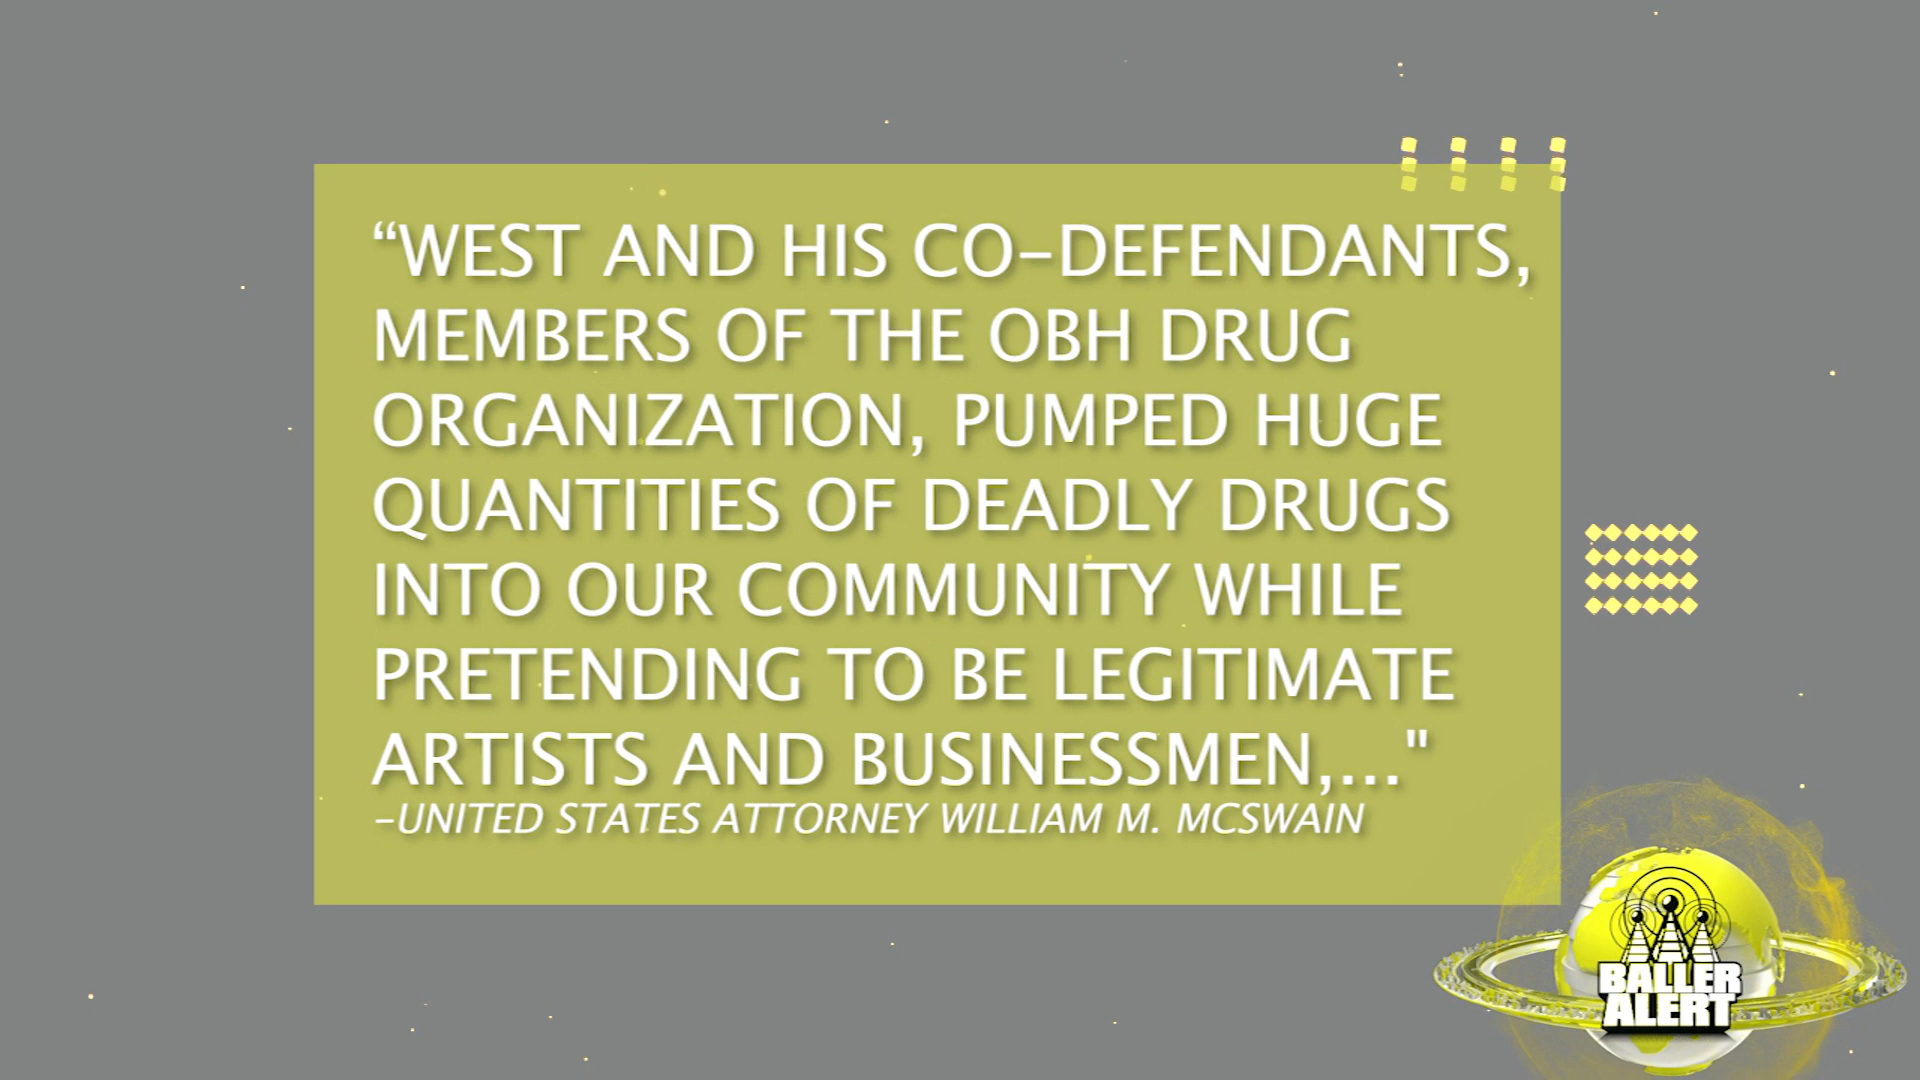 “WEST AND HIS CO–DEFENDANTS,
MEMBERS OF THE OBH DRUG
ORGANIZATION, PUMPED HUGE
QUANTITIES OF DEADLY DRUGS
INTO OUR COMMUNITY WHILE
PRETENDING TO BE LEGITIMATE
ARTISTS AND BUSINESSMEN,..."
–UNITED STATES ATTORNEY WILLIAM M. MCSWAIN
BALLER
ALERT